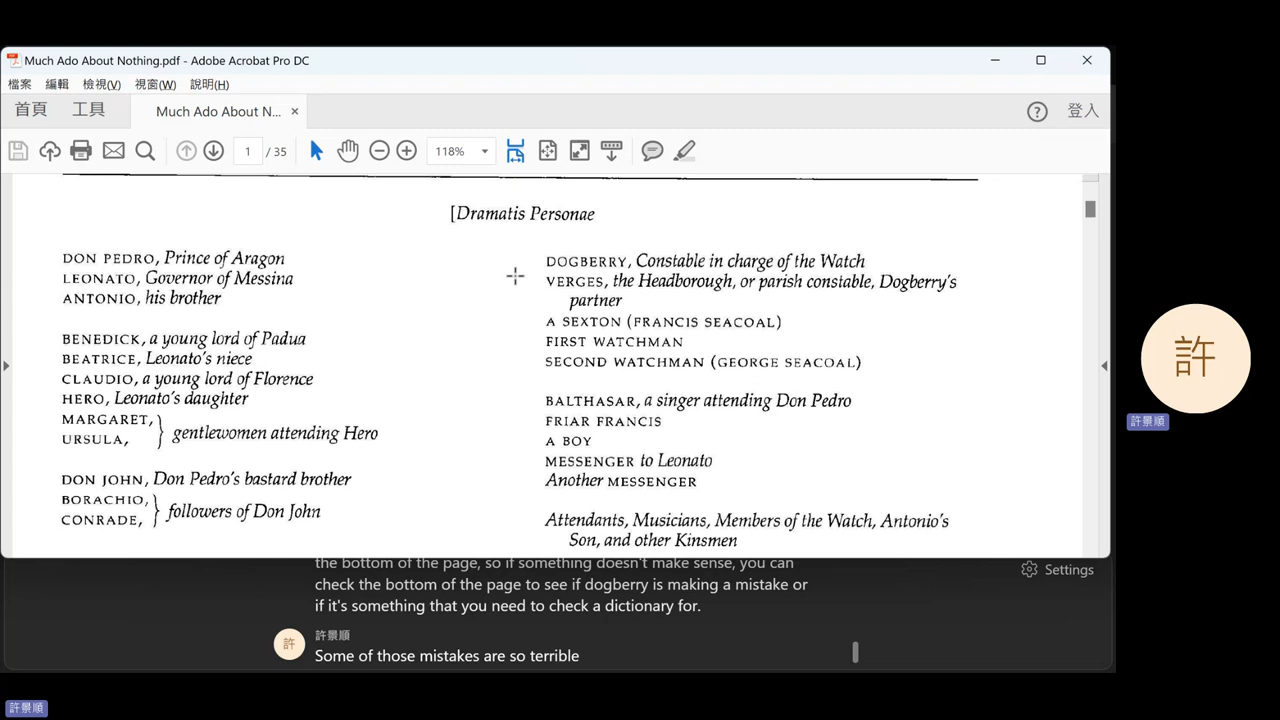 Much Ado About Nothing.pdf - Adobe Acrobat Pro DC
檔案 編輯 檢視(V) 視窗(W) 說明(H)
首頁 工具 Much Ado About N... × 登入
1 / 35 118%
[Dramatis Personae
DON PEDRO, Prince of Aragon
LEONATO, Governor of Messina
ANTONIO, his brother
BENEDICK, a young lord of Padua
BEATRICE, Leonato's niece
CLAUDIO, a young lord of Florence
HERO, Leonato's daughter
MARGARET,
URSULA, } gentlewomen attending Hero
DON JOHN, Don Pedro's bastard brother
BORACHIO,
CONRADE, } followers of Don John
DOGBERRY, Constable in charge of the Watch
VERGES, the Headborough, or parish constable, Dogberry's
partner
A SEXTON (FRANCIS SEACOAL)
FIRST WATCHMAN
SECOND WATCHMAN (GEORGE SEACOAL)
BALTHASAR, a singer attending Don Pedro
FRIAR FRANCIS
A BOY
MESSENGER to Leonato
Another MESSENGER
Attendants, Musicians, Members of the Watch, Antonio's
Son, and other Kinsmen
the bottom of the page, so if something doesn't make sense, you can
check the bottom of the page to see if dogberry is making a mistake or
if it's something that you need to check a dictionary for.
Settings
許 許景順
Some of those mistakes are so terrible
許
許景順
許景順